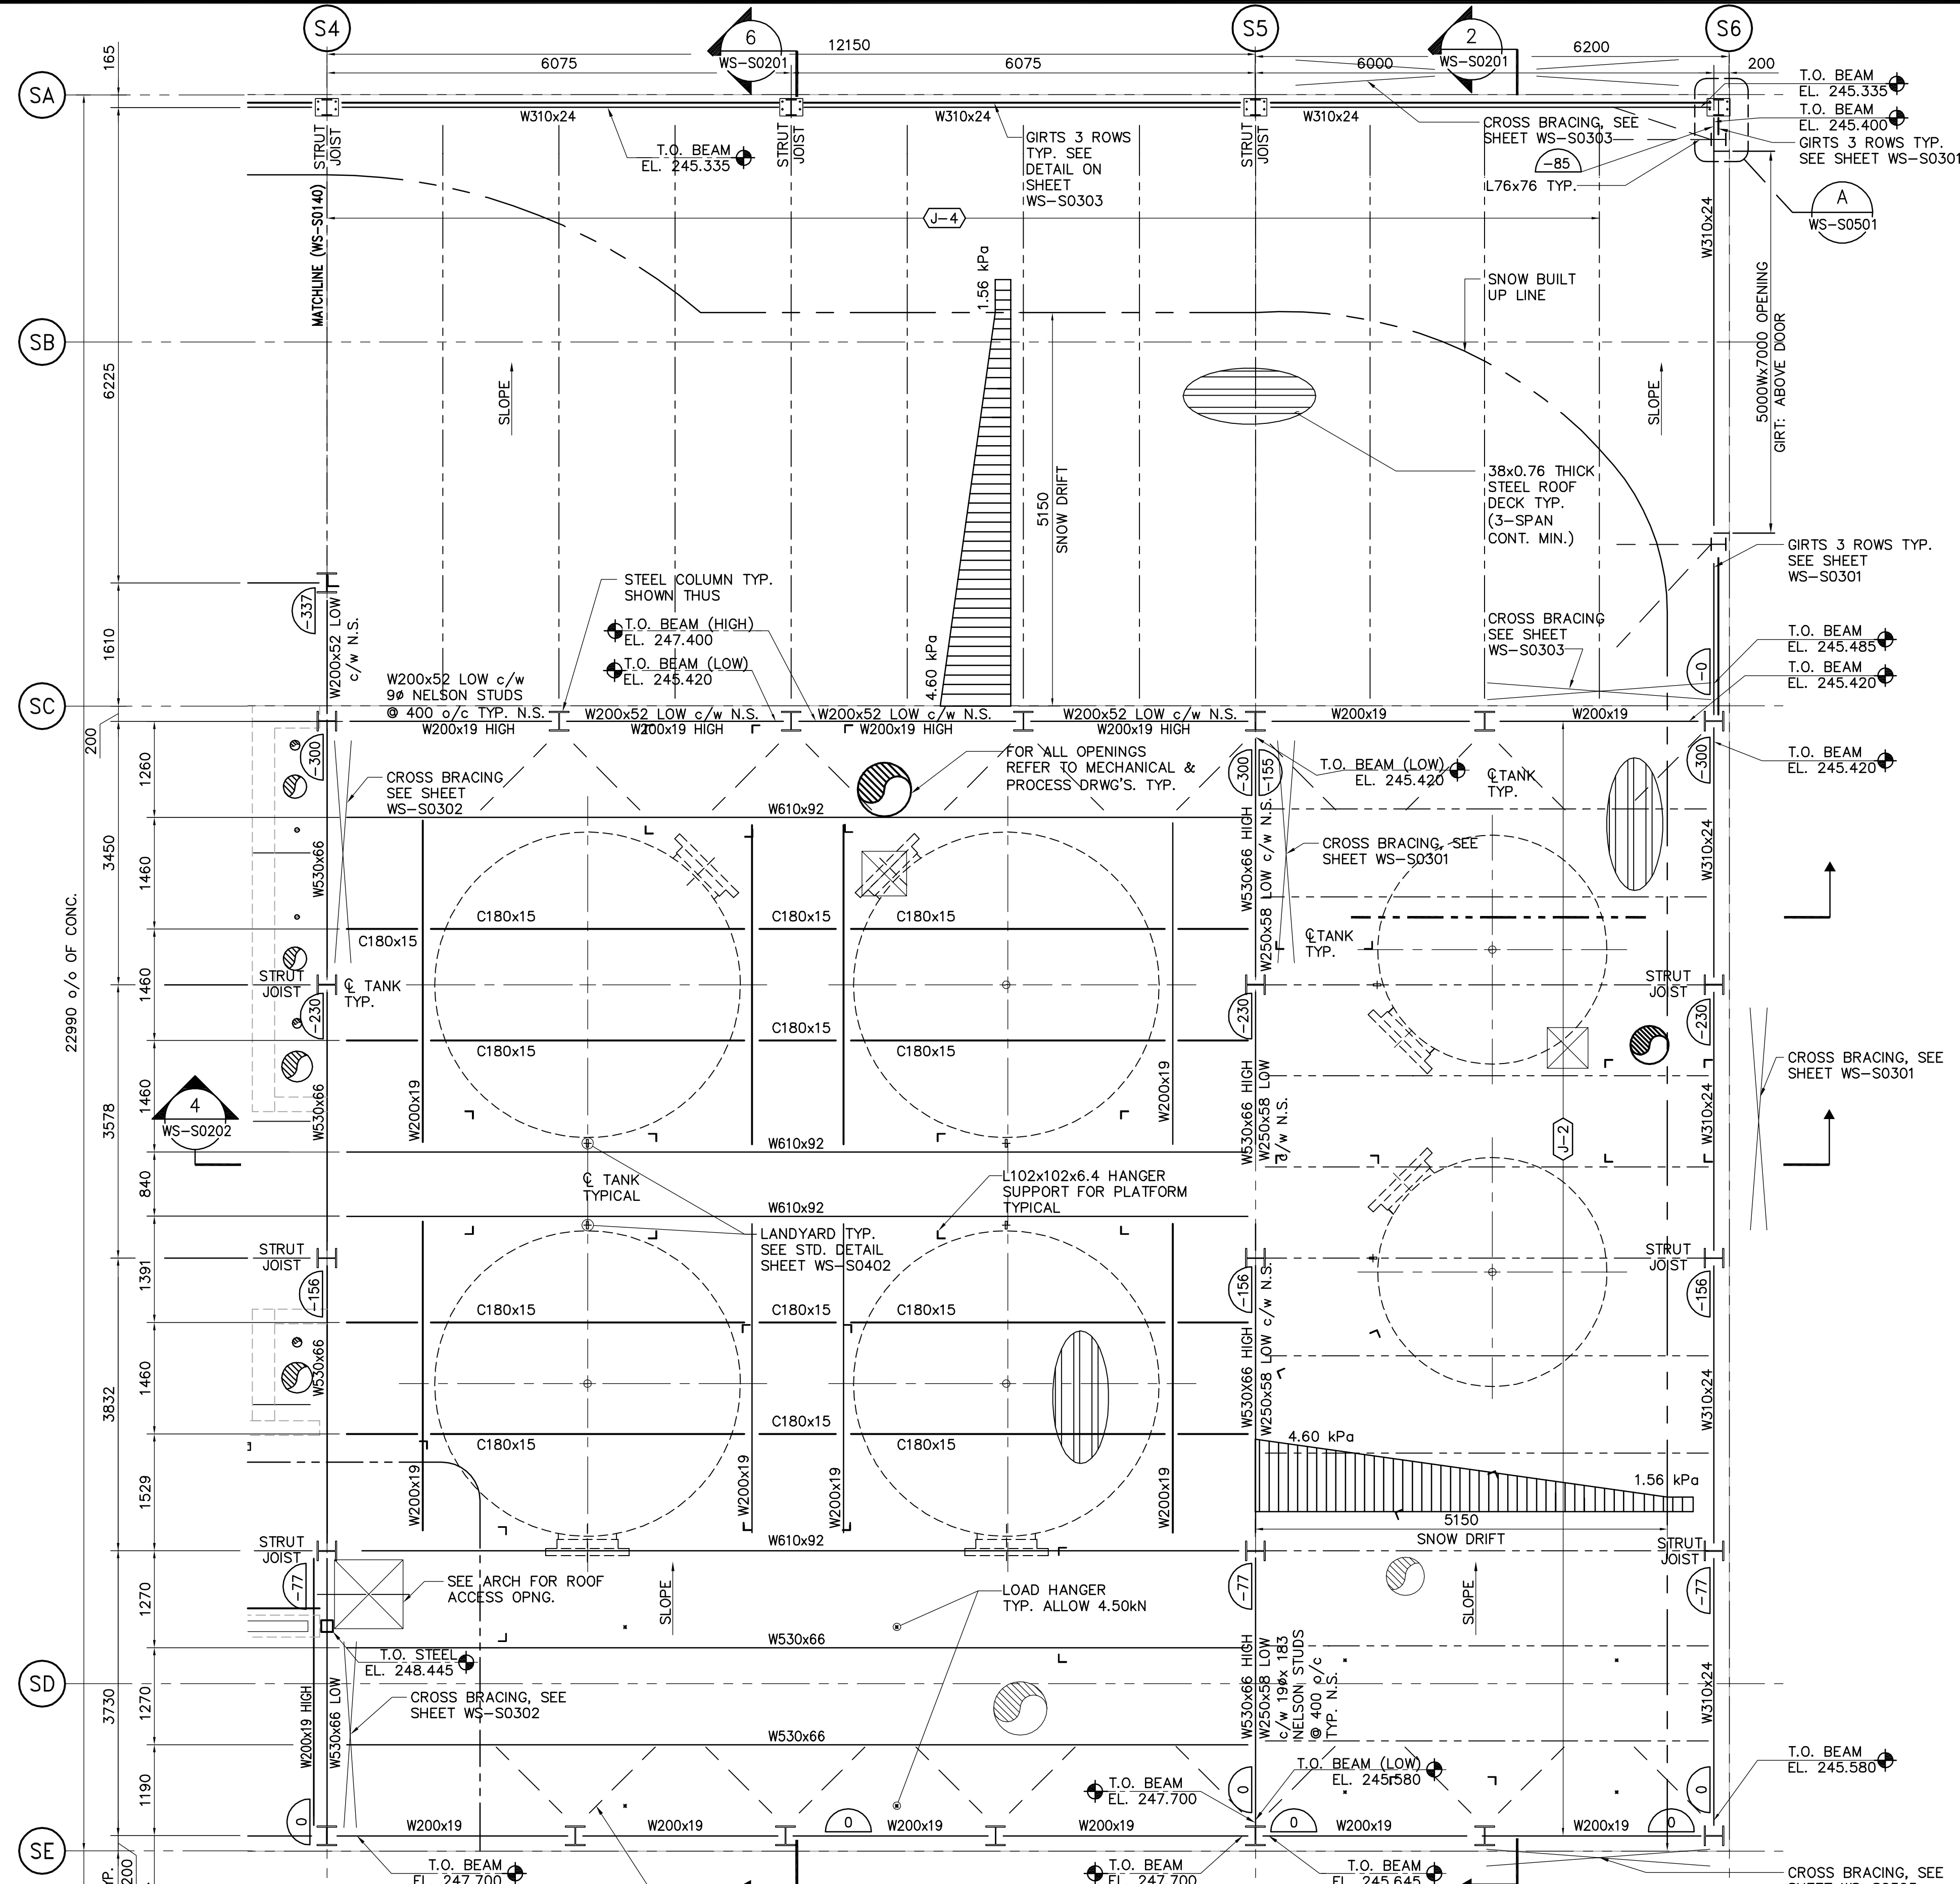 S4
S5
S6
6
WS-S0201
2
WS-S0201
12150
6200
6075
6075
6000
200
165
SA
T.O. BEAM
EL. 245.335
T.O. BEAM
EL. 245.400
GIRTS 3 ROWS TYP.
SEE SHEET WS-S0301
W310x24
W310x24
W310x24
STRUT
JOIST
STRUT
JOIST
STRUT
JOIST
T.O. BEAM
EL. 245.335
GIRTS 3 ROWS
TYP. SEE
DETAIL ON
SHEET
WS-S0303
CROSS BRACING, SEE
SHEET WS-S0303
-85
L76x76 TYP.
A
WS-S0501
MATCHLINE (WS-S0140)
J-4
W310x24
1.56 kPa
SNOW BUILT
UP LINE
5000Wx7000 OPENING
GIRT: ABOVE DOOR
SB
6225
SLOPE
SLOPE
5150
SNOW DRIFT
38x0.76 THICK
STEEL ROOF
DECK TYP.
(3-SPAN
CONT. MIN.)
GIRTS 3 ROWS TYP.
SEE SHEET
WS-S0301
STEEL COLUMN TYP.
SHOWN THUS
-337
W200x52 LOW
c/w N.S.
1610
T.O. BEAM (HIGH)
EL. 247.400
T.O. BEAM (LOW)
EL. 245.420
4.60 kPa
CROSS BRACING
SEE SHEET
WS-S0303
T.O. BEAM
EL. 245.485
T.O. BEAM
EL. 245.420
-0
SC
W200x52 LOW c/w
9ø NELSON STUDS
@ 400 o/c TYP. N.S.
W200x52 LOW c/w N.S.
W200x52 LOW c/w N.S.
W200x52 LOW c/w N.S.
W200x19
W200x19
W200x19 HIGH
W200x19 HIGH
W200x19 HIGH
W200x19 HIGH
200
1260
-300
CROSS BRACING
SEE SHEET
WS-S0302
FOR ALL OPENINGS
REFER TO MECHANICAL &
PROCESS DRWG'S. TYP.
-300
-155
T.O. BEAM (LOW)
EL. 245.420
℄TANK
TYP.
-300
T.O. BEAM
EL. 245.420
W610x92
3450
1460
W530x66
W530x66 HIGH
W250x58 LOW c/w N.S.
CROSS BRACING, SEE
SHEET WS-S0301
W310x24
22990 o/o OF CONC.
C180x15
C180x15
C180x15
C180x15
℄TANK
TYP.
1460
STRUT
JOIST
℄ TANK
TYP.
STRUT
JOIST
-230
-230
-230
C180x15
C180x15
C180x15
1460
3578
4
WS-S0202
W530x66
W200x19
W200x19
W530x66 HIGH
W250x58 LOW
c/w N.S.
J-2
W310x24
CROSS BRACING, SEE
SHEET WS-S0301
W610x92
840
℄ TANK
TYPICAL
L102x102x6.4 HANGER
SUPPORT FOR PLATFORM
TYPICAL
W610x92
LANDYARD TYP.
SEE STD. DETAIL
SHEET WS-S0402
STRUT
JOIST
STRUT
JOIST
1391
-156
-156
-156
C180x15
C180x15
C180x15
3832
1460
W530x66
W530X66 HIGH
W250x58 LOW c/w N.S.
W310x24
C180x15
C180x15
C180x15
4.60 kPa
1.56 kPa
1529
W200x19
W200x19
W200x19
W200x19
5150
SNOW DRIFT
STRUT
JOIST
W610x92
STRUT
JOIST
-77
SEE ARCH FOR ROOF
ACCESS OPNG.
SLOPE
LOAD HANGER
TYP. ALLOW 4.50kN
-77
SLOPE
-77
1270
W530x66
T.O. STEEL
EL. 248.445
SD
3730
1270
W200x19 HIGH
W530x66 LOW
CROSS BRACING, SEE
SHEET WS-S0302
W530x66 HIGH
W250x58 LOW
c/w 19øx 183
NELSON STUDS
@ 400 o/c
TYP. N.S.
W310x24
W530x66
1190
T.O. BEAM
EL. 247.700
T.O. BEAM (LOW)
EL. 245.580
T.O. BEAM
EL. 245.580
0
0
0
0
0
0
W200x19
W200x19
W200x19
W200x19
W200x19
W200x19
SE
200
T.O. BEAM
EL. 247.700
T.O. BEAM
EL. 247.700
T.O. BEAM
EL. 245.645
CROSS BRACING, SEE